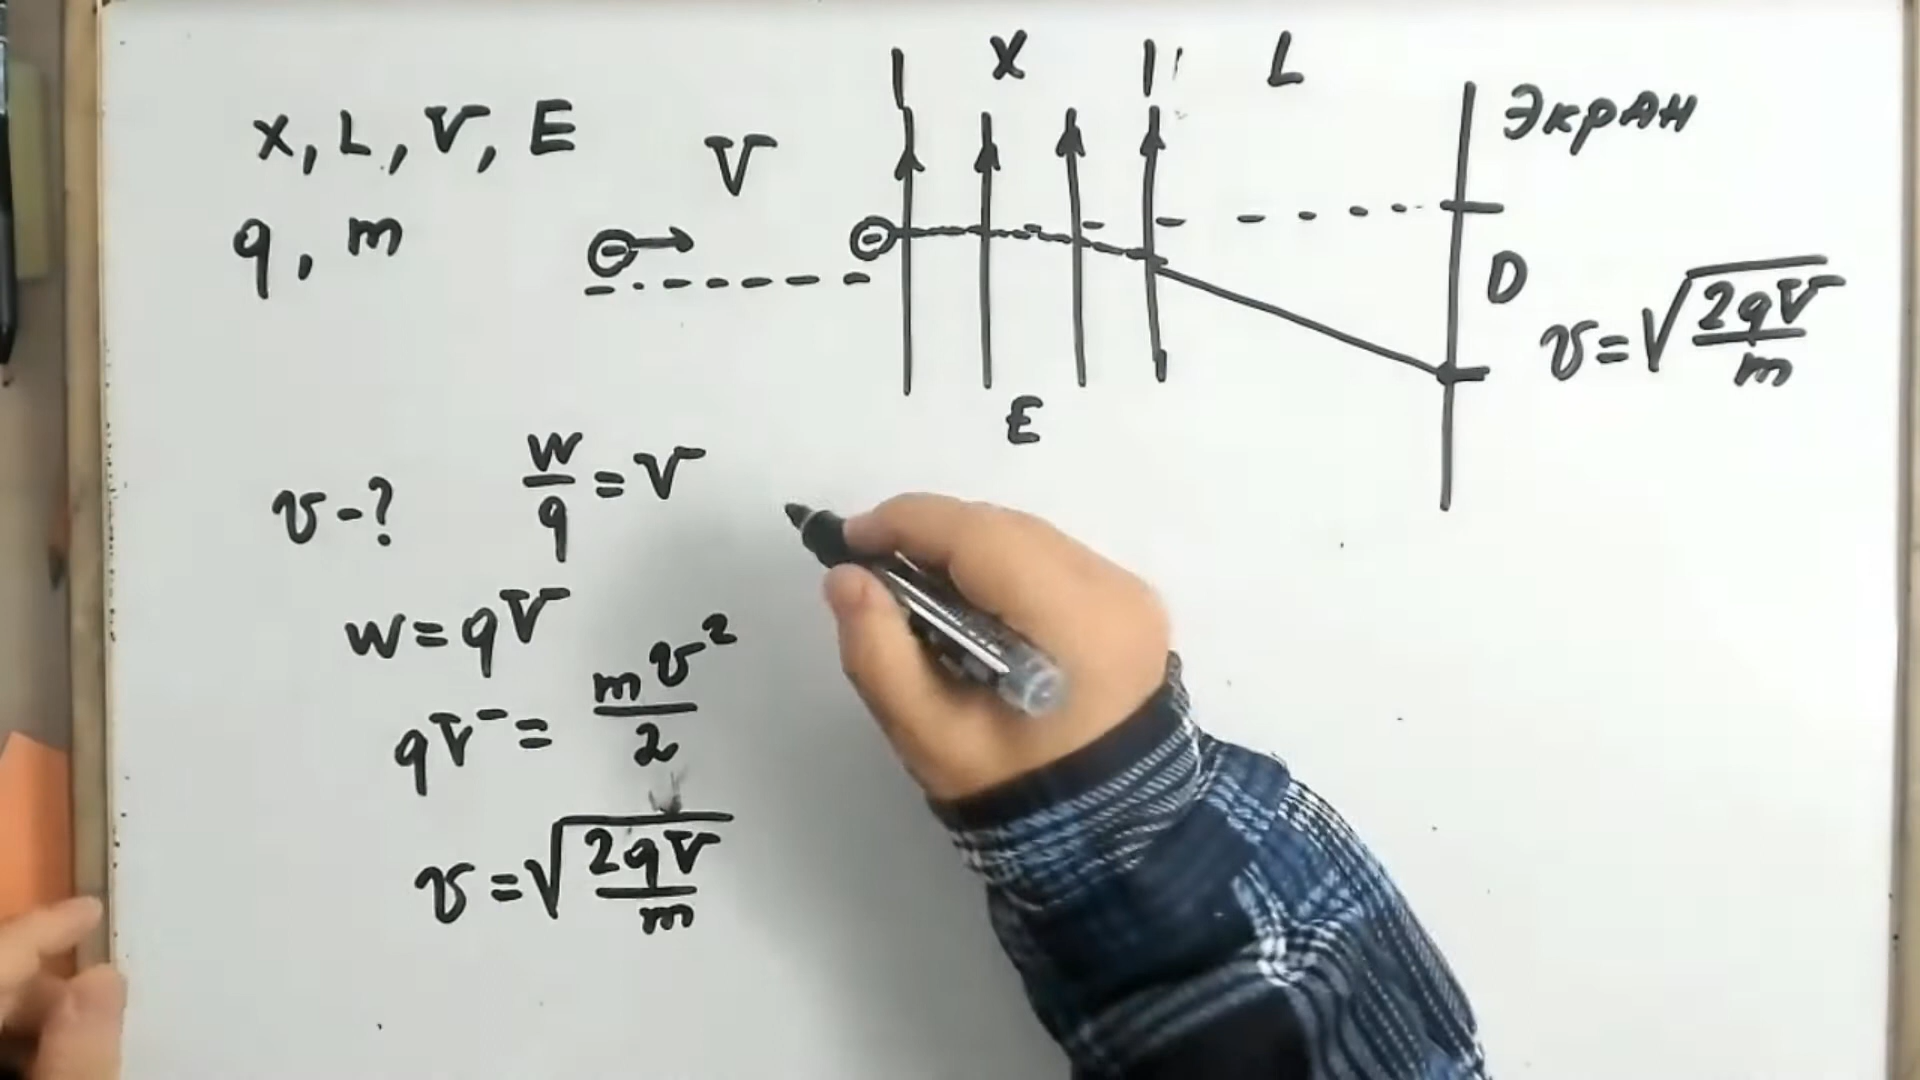 x, L, V, E
q, m
V
X
L
Экран
D
E
v=√2qV/m
v-?
W/q=V
W=qV
qV=mv²/2
v=√2qV/m